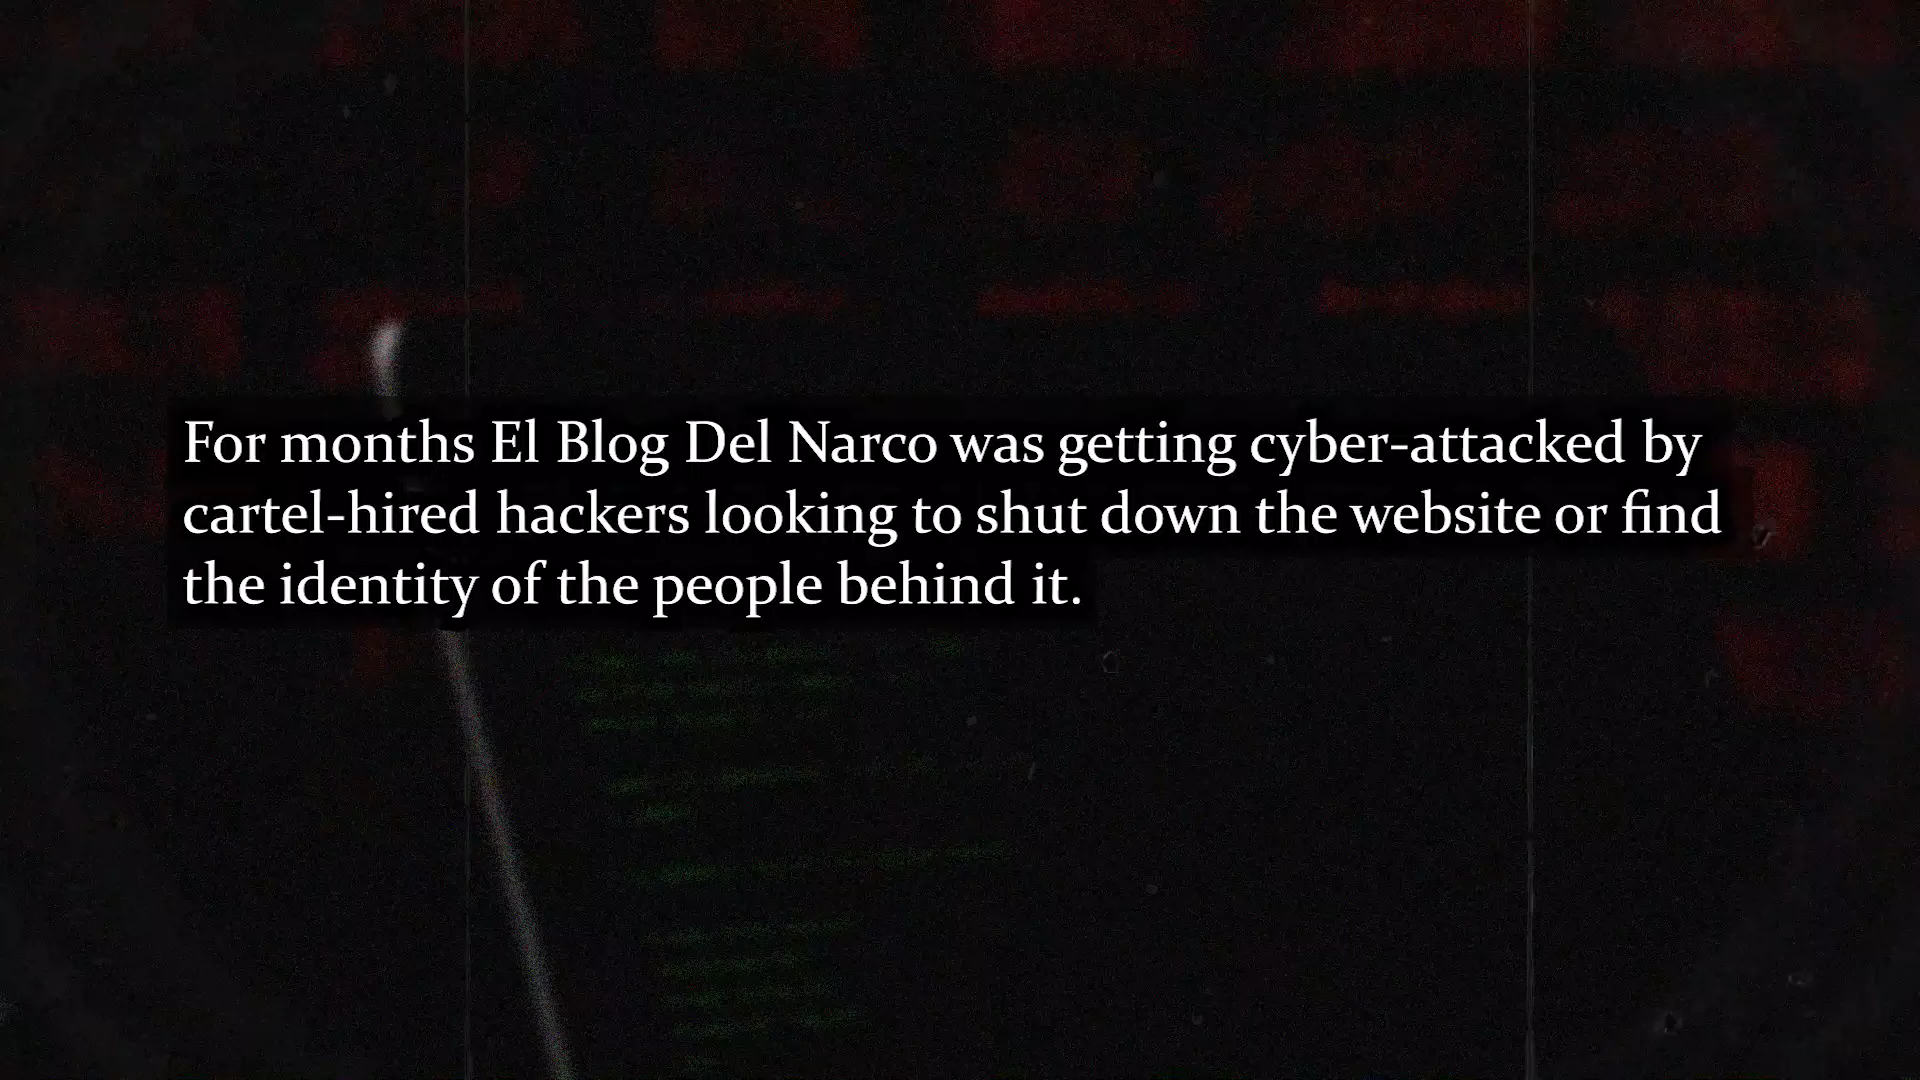 For months El Blog Del Narco was getting cyber-attacked by
cartel-hired hackers looking to shut down the website or find
the identity of the people behind it.